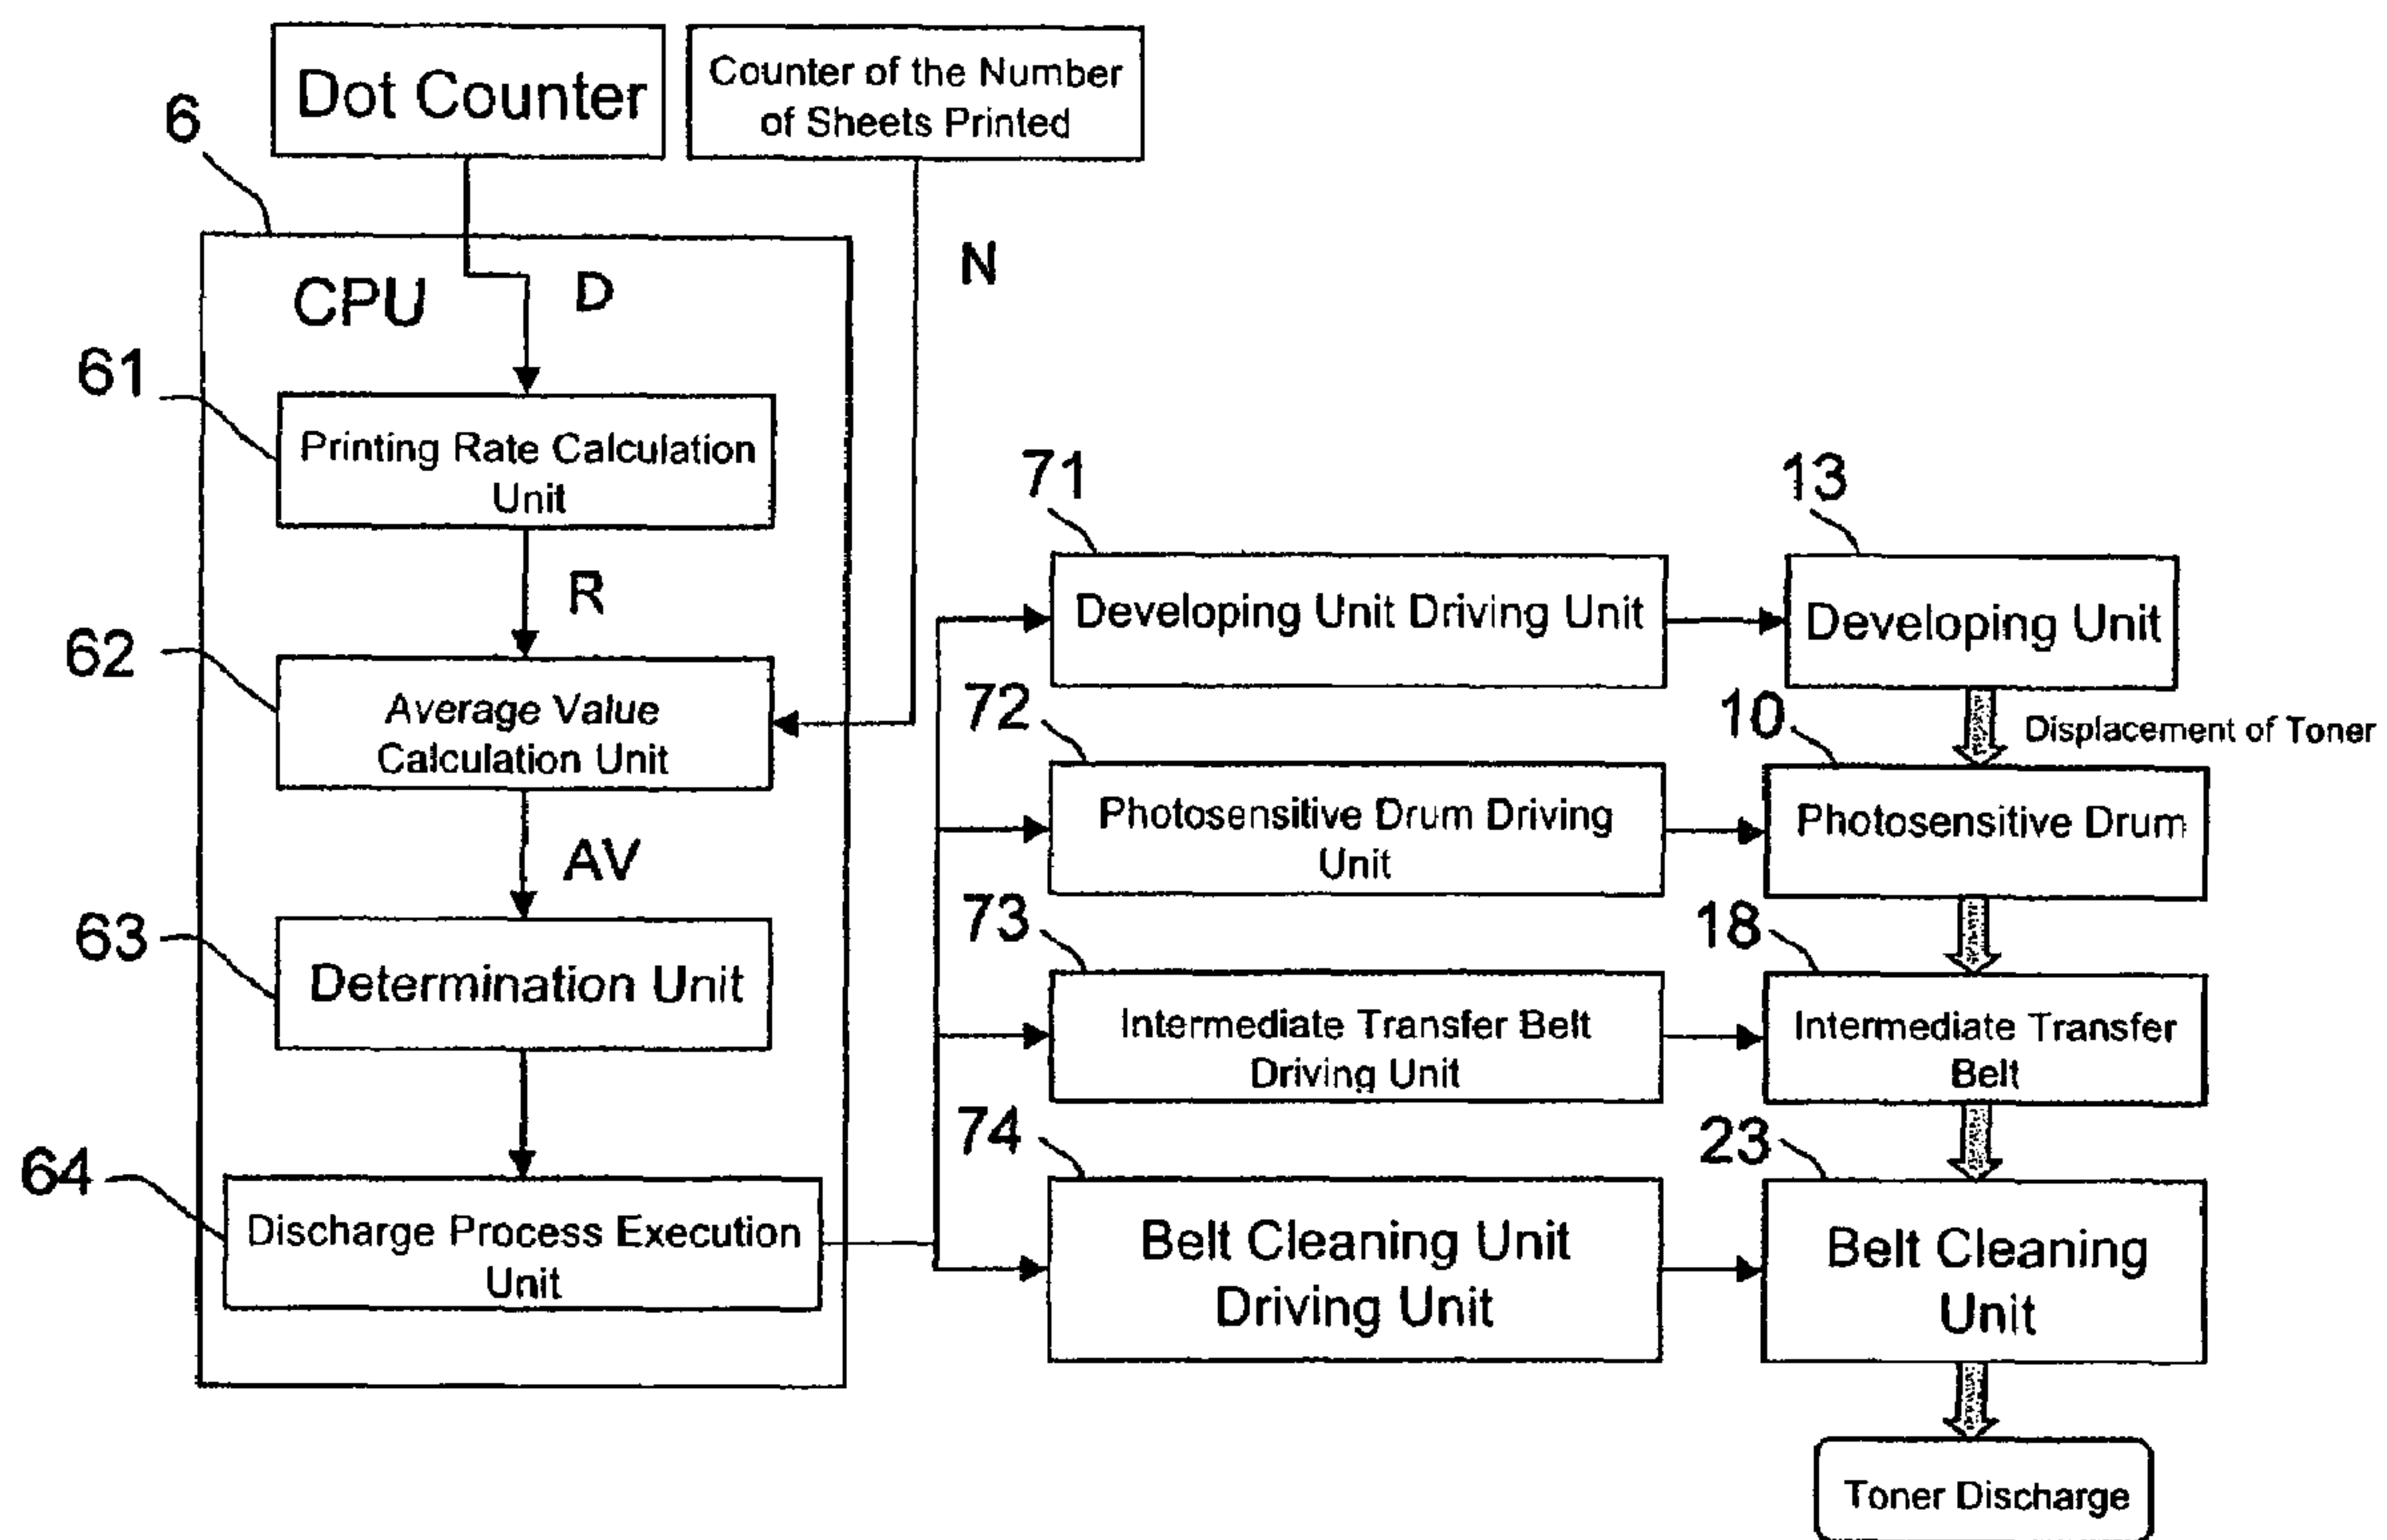 Dot Counter
Counter of the Number
of Sheets Printed
6
CPU
D
N
61
Printing Rate Calculation
Unit
R
62
Average Value
Calculation Unit
AV
63
Determination Unit
64
Discharge Process Execution
Unit
71
Developing Unit Driving Unit
13
Developing Unit
Displacement of Toner
72
Photosensitive Drum Driving
Unit
10
Photosensitive Drum
73
Intermediate Transfer Belt
Driving Unit
18
Intermediate Transfer
Belt
74
Belt Cleaning Unit
Driving Unit
23
Belt Cleaning
Unit
Toner Discharge